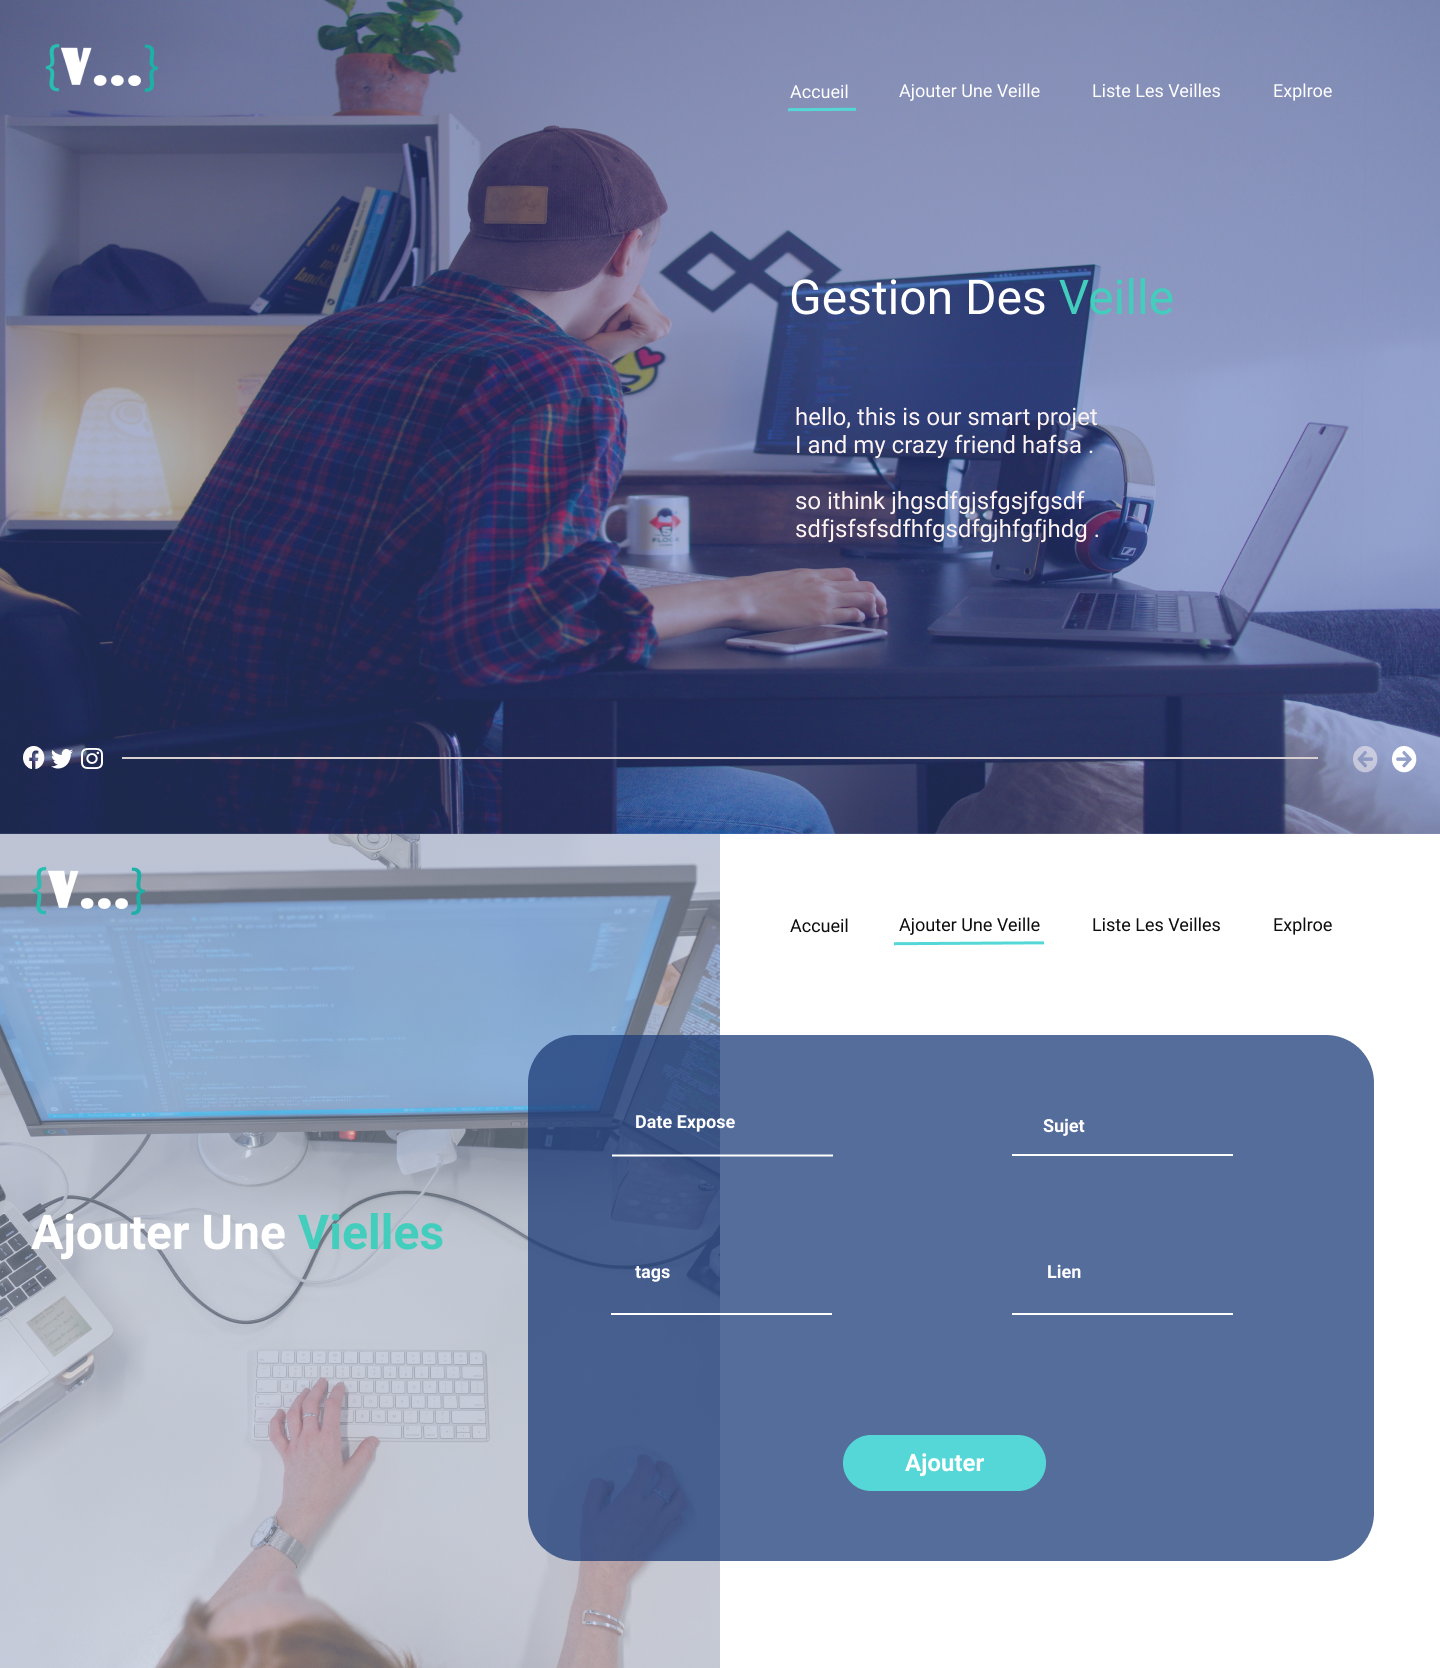 {V...}
Accueil Ajouter Une Veille Liste Les Veilles Explroe
Gestion Des Veille
hello, this is our smart projet
I and my crazy friend hafsa .
so ithink jhgsdfgjsfgsjfgsdf
sdfjsfsfsdfhfgsdfgjhfgfjhdg .
{V...}
Accueil Ajouter Une Veille Liste Les Veilles Explroe
Date Expose Sujet
Ajouter Une Vielles
tags Lien
Ajouter